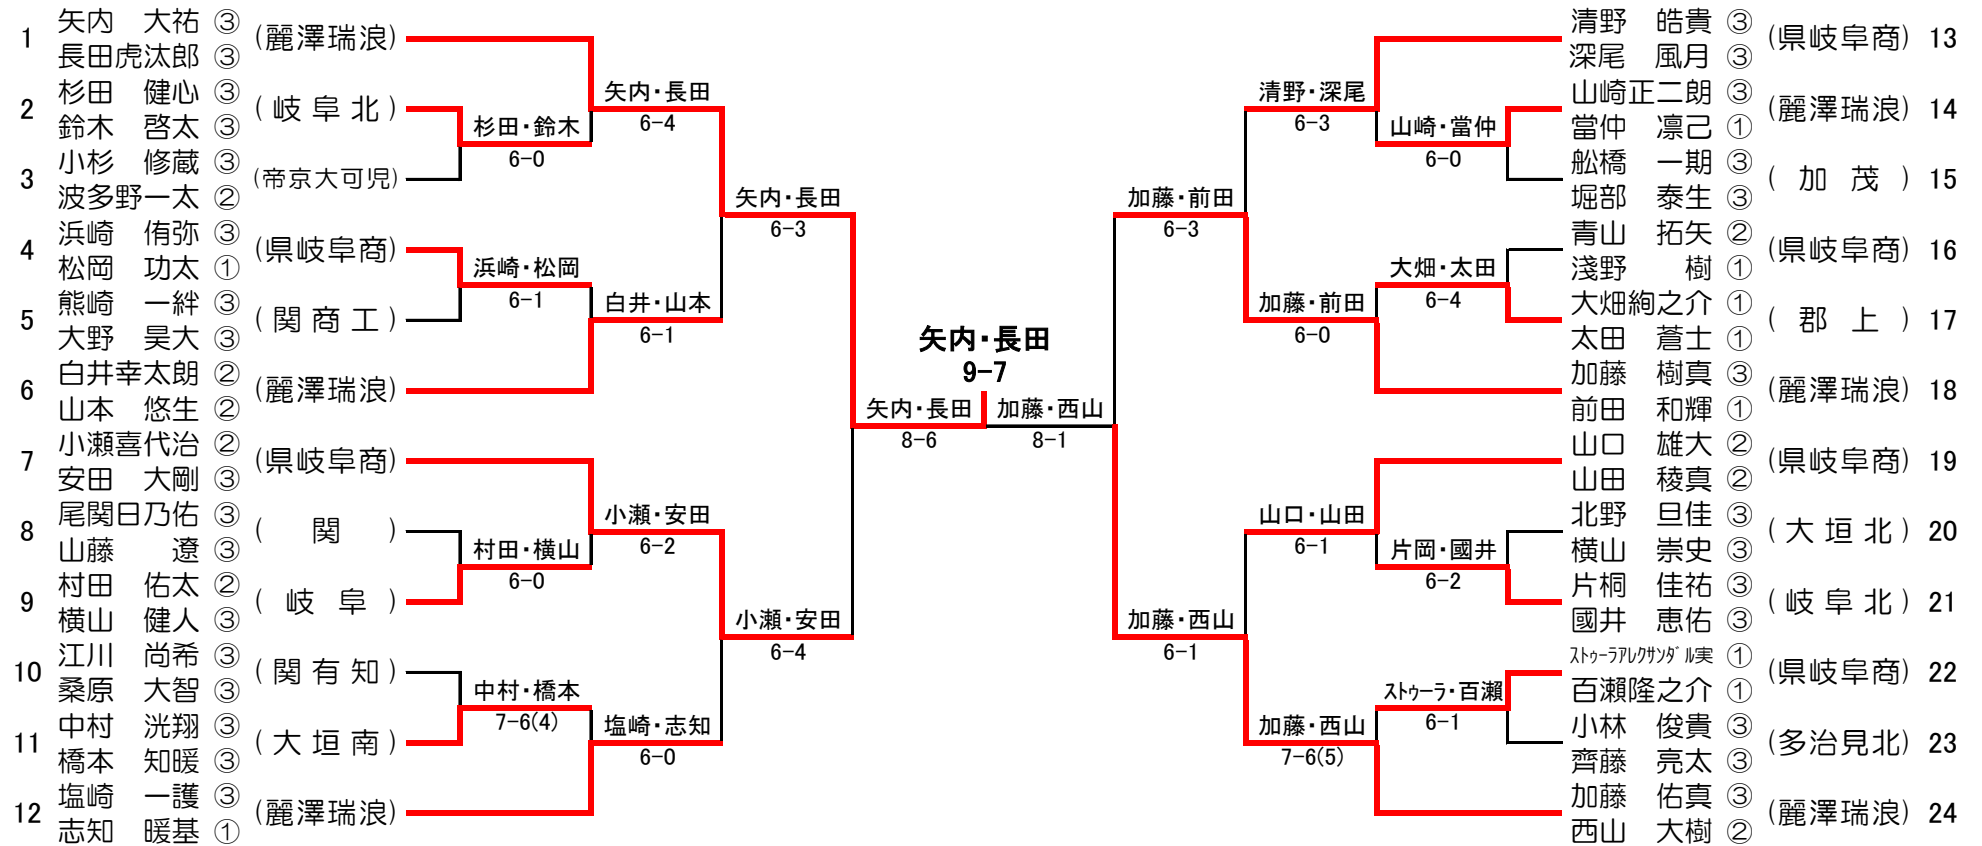 1 矢内 大祐 ③ (麗澤瑞浪)
長田虎汰郎 ③
2 杉田 健心 ③ (岐阜北)
鈴木 啓太 ③
3 小杉 修蔵 ③ (帝京大可児)
波多野一太 ②
4 浜崎 侑弥 ③ (県岐阜商)
松岡 功太 ①
5 熊崎 一絆 ③ (関商工)
大野 昊大 ③
6 白井幸太朗 ② (麗澤瑞浪)
山本 悠生 ②
7 小瀬喜代治 ② (県岐阜商)
安田 大剛 ③
8 尾関日乃佑 ③ (関)
山藤 遼 ③
9 村田 佑太 ② (岐阜)
横山 健人 ③
10 江川 尚希 ③ (関有知)
桑原 大智 ③
11 中村 洸翔 ③ (大垣南)
橋本 知暖 ③
12 塩崎 一護 ③ (麗澤瑞浪)
志知 暖基 ①
杉田・鈴木
6-0
浜崎・松岡
6-1
村田・横山
6-0
中村・橋本
7-6(4)
矢内・長田
6-4
白井・山本
6-1
小瀬・安田
6-2
塩崎・志知
6-0
矢内・長田
6-3
小瀬・安田
6-4
矢内・長田
8-6
矢内・長田
9-7
加藤・西山
8-1
加藤・前田
6-3
加藤・西山
6-1
清野・深尾
6-3
加藤・前田
6-0
山口・山田
6-1
加藤・西山
7-6(5)
山崎・當仲
6-0
大畑・太田
6-4
片岡・國井
6-2
ストゥーラ・百瀬
6-1
清野 皓貴 ③ (県岐阜商) 13
深尾 風月 ③
山崎正二朗 ③ (麗澤瑞浪) 14
當仲 凛己 ①
舩橋 一期 ③ (加茂) 15
堀部 泰生 ③
青山 拓矢 ② (県岐阜商) 16
淺野 樹 ①
大畑絢之介 ① (郡上) 17
太田 蒼士 ①
加藤 樹真 ③ (麗澤瑞浪) 18
前田 和輝 ①
山口 雄大 ② (県岐阜商) 19
山田 稜真 ②
北野 旦佳 ③ (大垣北) 20
横山 崇史 ③
片桐 佳祐 ③ (岐阜北) 21
國井 恵佑 ③
ストゥーラアレクサンダル実 ① (県岐阜商) 22
百瀬隆之介 ①
小林 俊貴 ③ (多治見北) 23
齊藤 亮太 ③
加藤 佑真 ③ (麗澤瑞浪) 24
西山 大樹 ②